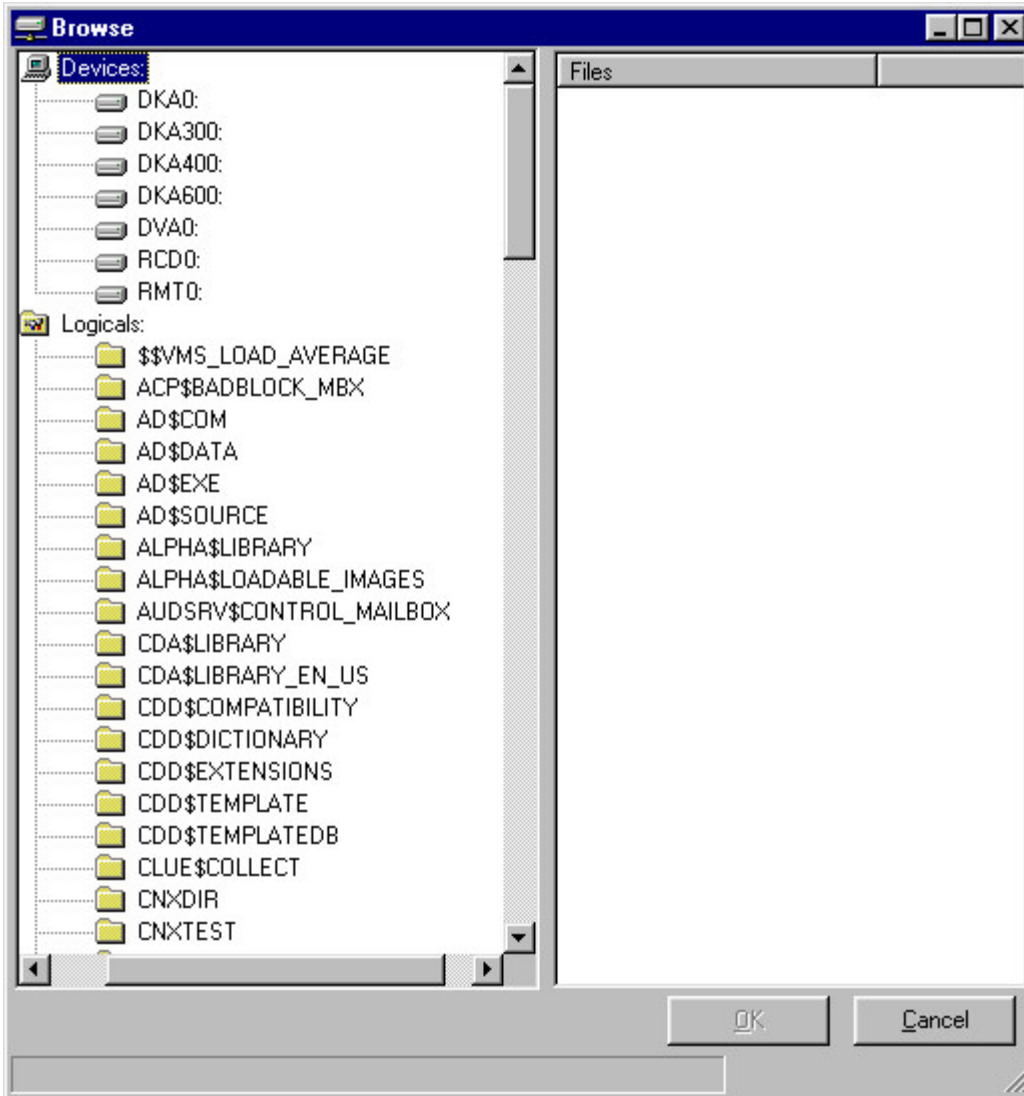 Browse
Devices:
DKA0:
DKA300:
DKA400:
DKA600:
DVA0:
RCD0:
RMT0:
Logicals:
$$VMS_LOAD_AVERAGE
ACP$BADBLOCK_MBX
AD$COM
AD$DATA
AD$EXE
AD$SOURCE
ALPHA$LIBRARY
ALPHA$LOADABLE_IMAGES
AUDSRV$CONTROL_MAILBOX
CDA$LIBRARY
CDA$LIBRARY_EN_US
CDD$COMPATIBILITY
CDD$DICTIONARY
CDD$EXTENSIONS
CDD$TEMPLATE
CDD$TEMPLATEDB
CLUE$COLLECT
CNXDIR
CNXTEST
Files
OK
Cancel